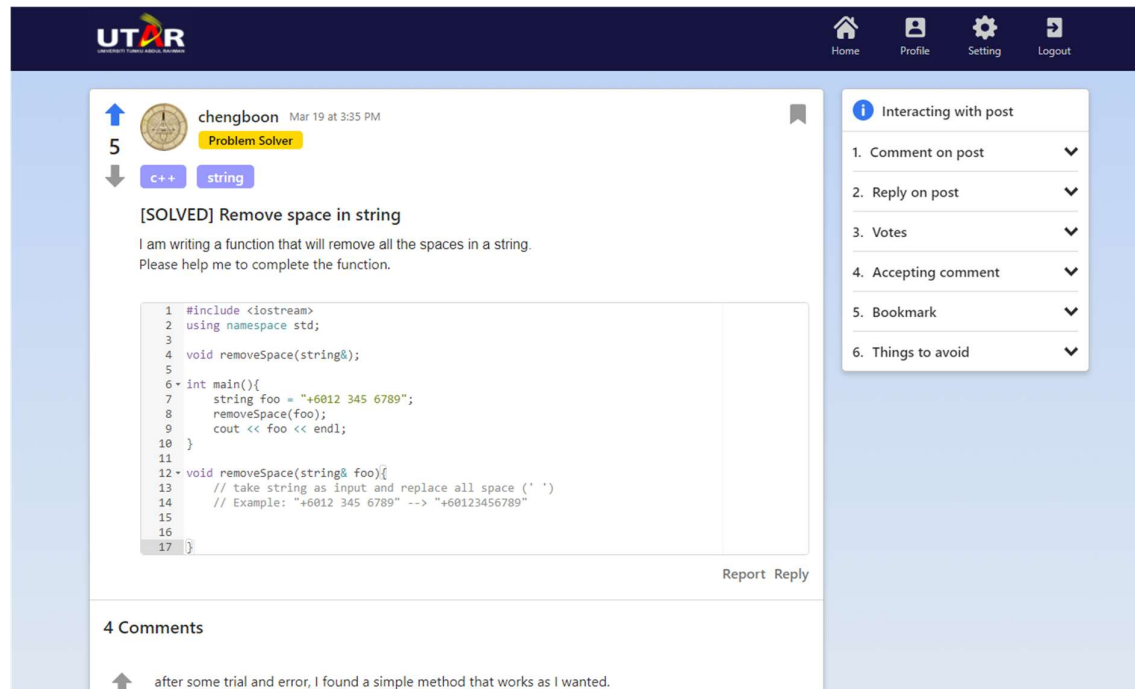 UTAR
UNIVERSITI TUNKU ABDUL RAHMAN
Home Profile Setting Logout
5
chengboon Mar 19 at 3:35 PM
Problem Solver
c++ string
[SOLVED] Remove space in string
I am writing a function that will remove all the spaces in a string.
Please help me to complete the function.
1 #include <iostream>
2 using namespace std;
3
4 void removeSpace(string&);
5
6 int main(){
7 string foo = "+6012 345 6789";
8 removeSpace(foo);
9 cout << foo << endl;
10 }
11
12 void removeSpace(string& foo){
13 // take string as input and replace all space (' ')
14 // Example: "+6012 345 6789" --> "+60123456789"
15
16
17 }
Report Reply
4 Comments
after some trial and error, I found a simple method that works as I wanted.
Interacting with post
1. Comment on post
2. Reply on post
3. Votes
4. Accepting comment
5. Bookmark
6. Things to avoid